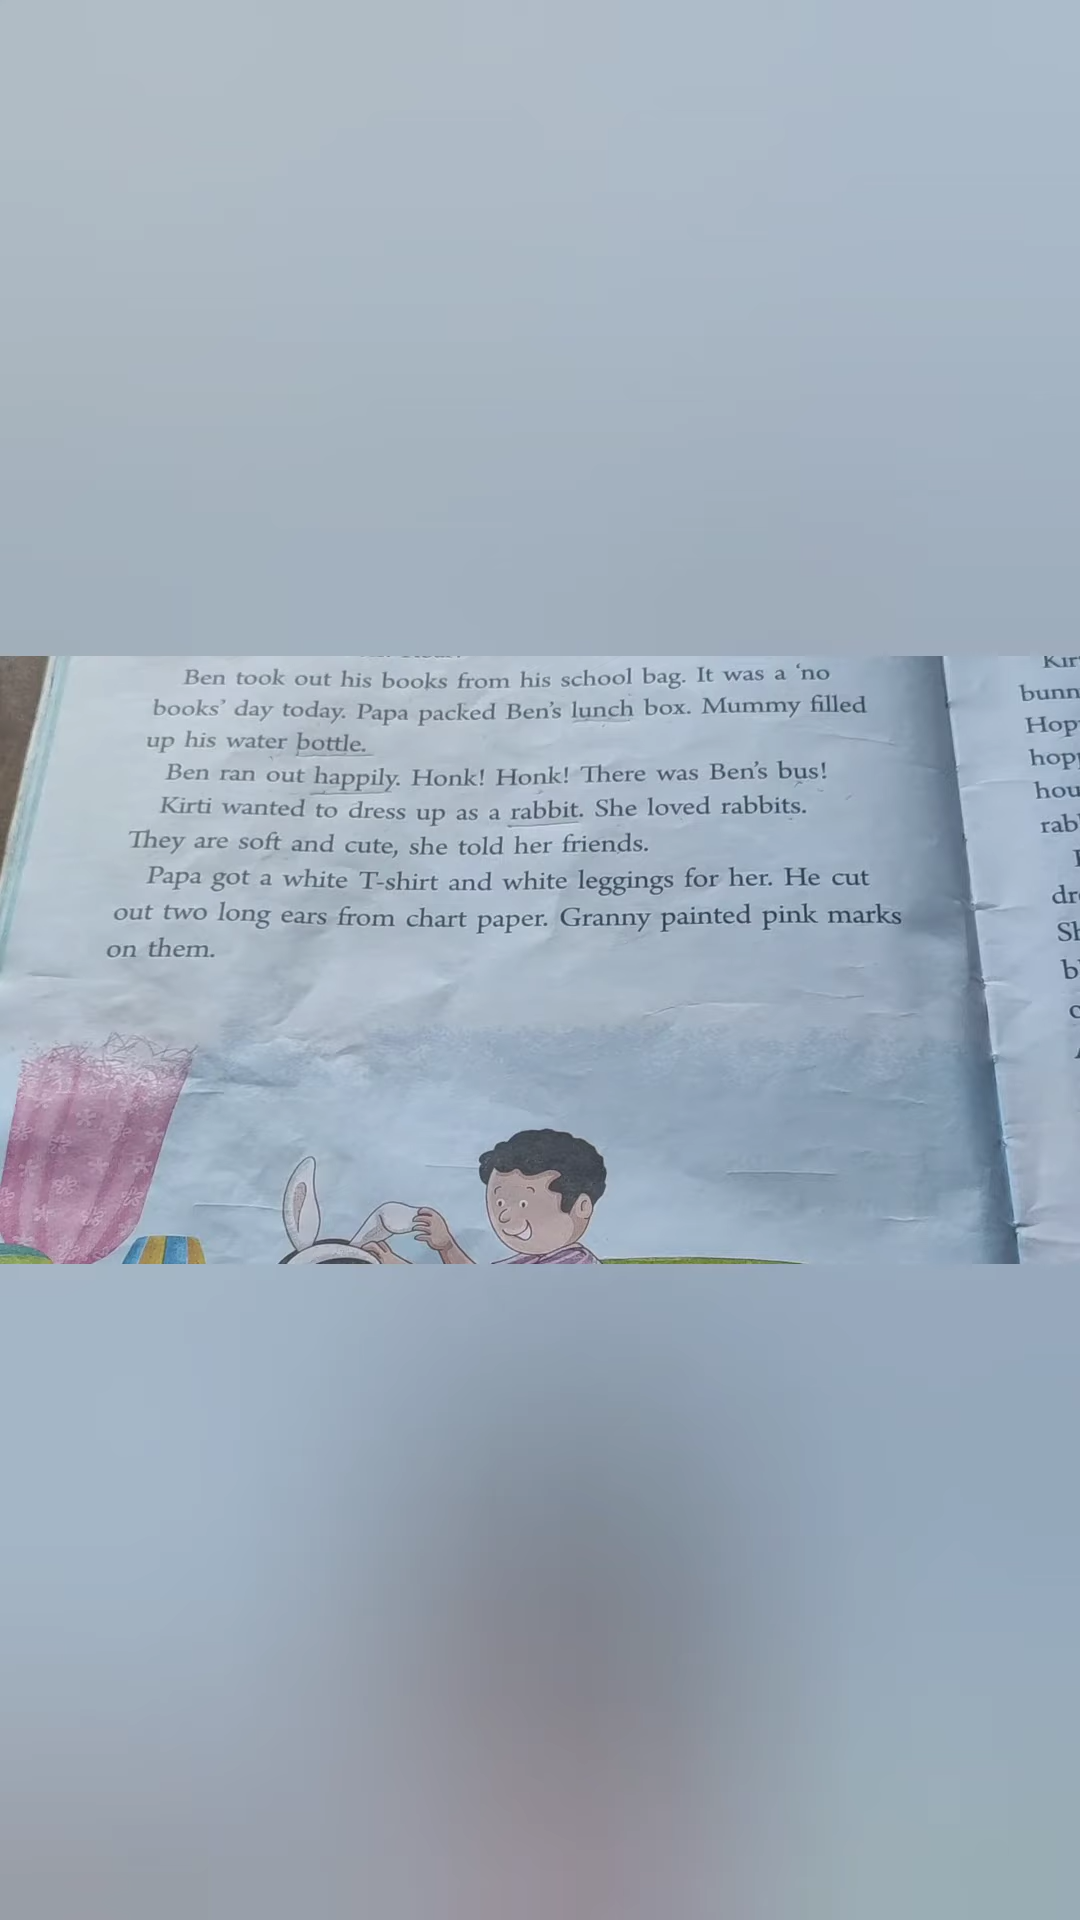 Ben took out his books from his school bag. It was a ‘no
books’ day today. Papa packed Ben’s lunch box. Mummy filled
up his water bottle.
Ben ran out happily. Honk! Honk! There was Ben’s bus!
Kirti wanted to dress up as a rabbit. She loved rabbits.
They are soft and cute, she told her friends.
Papa got a white T-shirt and white leggings for her. He cut
out two long ears from chart paper. Granny painted pink marks
on them.